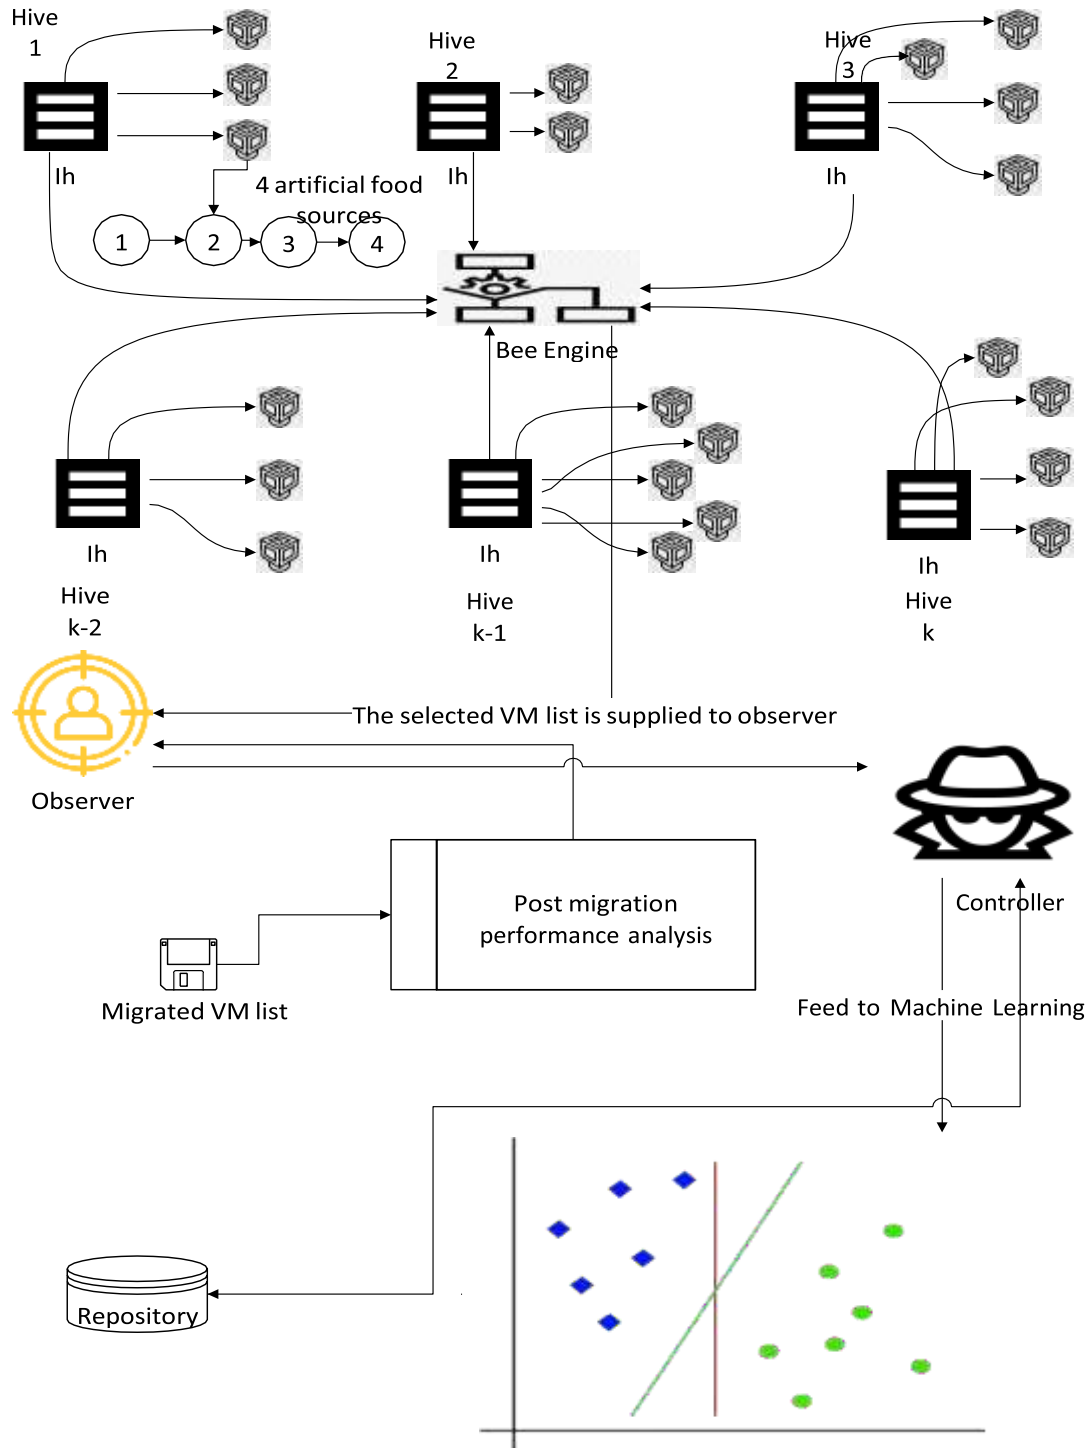 Hive
1
Hive
2
Hive
3
Ih
Ih
Ih
4 artificial food
sources
1
2
3
4
Bee Engine
Ih
Ih
Ih
Hive
k-2
Hive
k-1
Hive
k
The selected VM list is supplied to observer
Observer
Controller
Post migration
performance analysis
Migrated VM list
Feed to Machine Learning
Repository